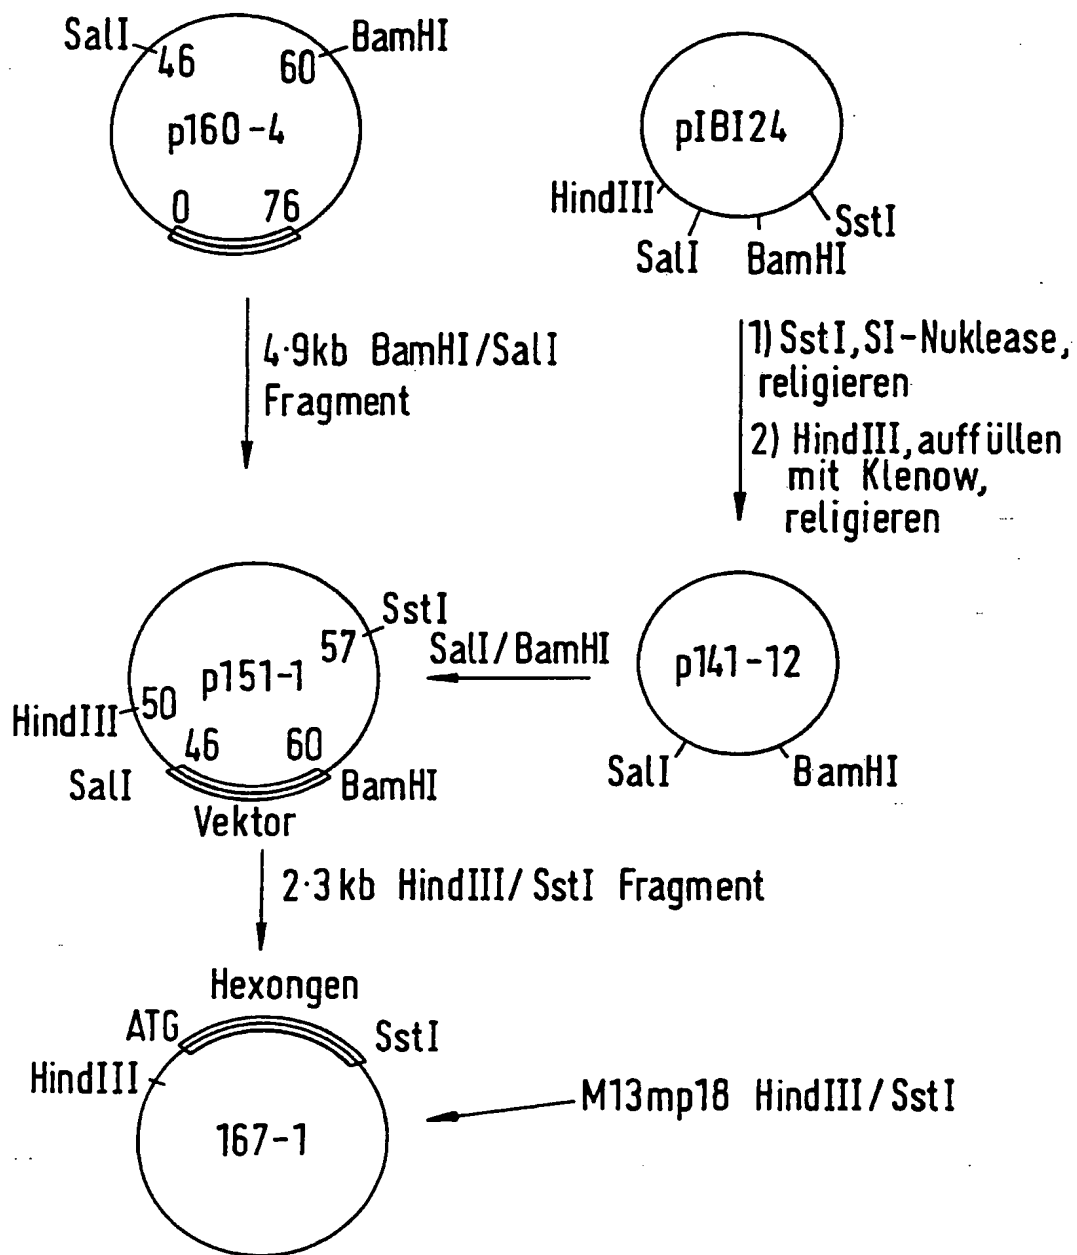 SalI
46
60
BamHI
p160-4
0
76
pIBI24
HindIII
SalI
BamHI
SstI
4·9kb BamHI/SalI
Fragment
1) SstI, SI-Nuklease,
religieren
2) HindIII, auffüllen
mit Klenow,
religieren
SstI
57
p151-1
HindIII
50
46
60
SalI
BamHI
Vektor
SalI/BamHI
p141-12
SalI
BamHI
2·3kb HindIII/SstI Fragment
Hexongen
ATG
SstI
HindIII
167-1
M13mp18 HindIII/SstI